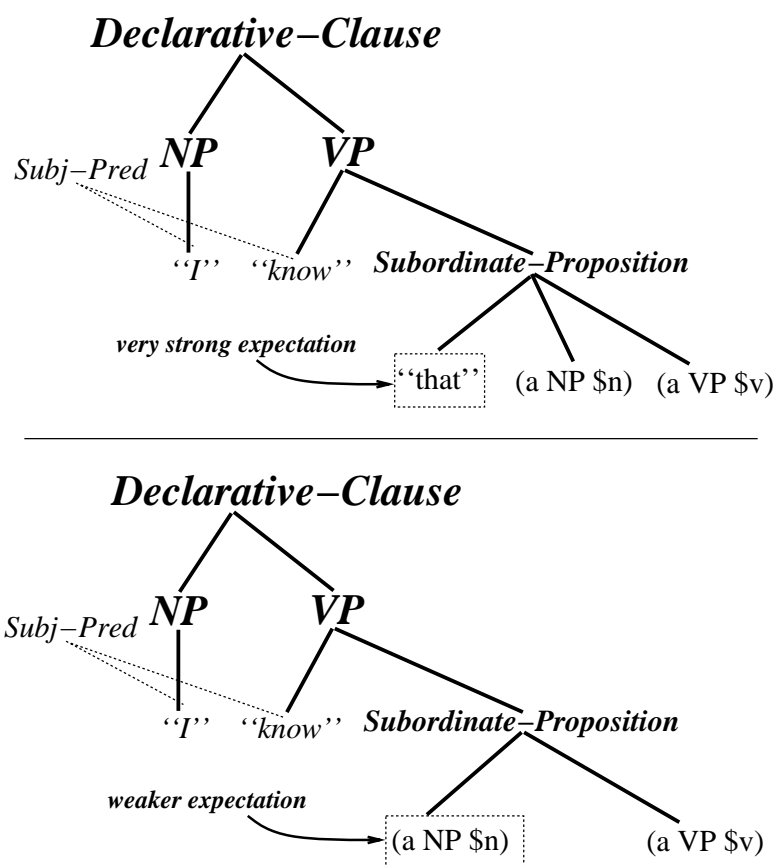 Declarative–Clause
NP VP
Subj–Pred
‘‘I’’ ‘‘know’’ Subordinate–Proposition
very strong expectation
‘‘that’’ (a NP $n) (a VP $v)
Declarative–Clause
NP VP
Subj–Pred
‘‘I’’ ‘‘know’’ Subordinate–Proposition
weaker expectation
(a NP $n) (a VP $v)